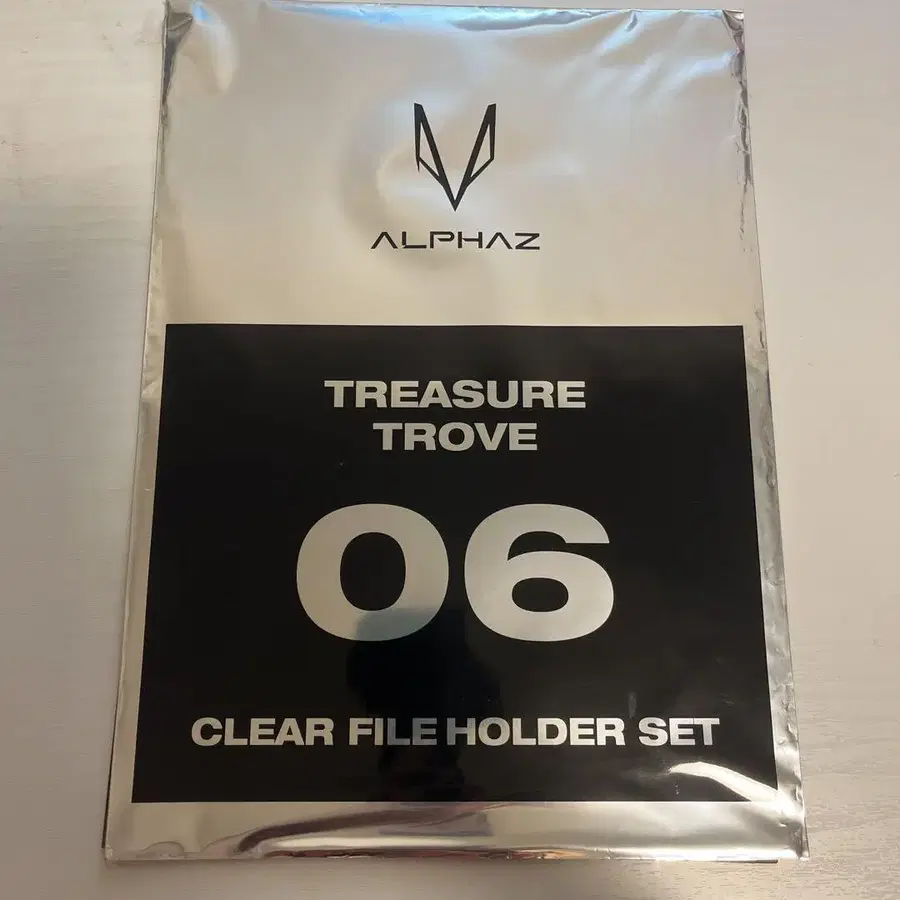 ALPHAZ
TREASURE
TROVE
06
CLEAR FILE HOLDER SET